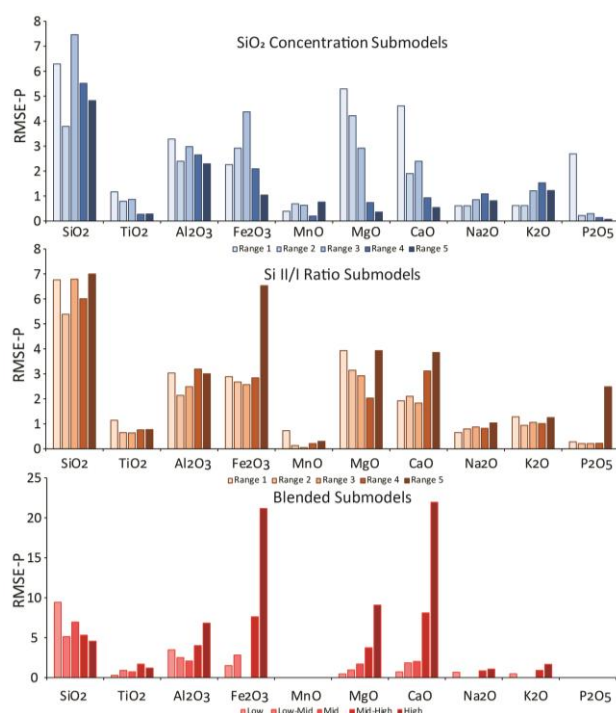 SiO₂ Concentration Submodels
RMSE-P
8
7
6
5
4
3
2
1
0
SiO2 TiO2 Al2O3 Fe2O3 MnO MgO CaO Na2O K2O P2O5
Range 1 Range 2 Range 3 Range 4 Range 5
Si II/I Ratio Submodels
RMSE-P
8
7
6
5
4
3
2
1
0
SiO2 TiO2 Al2O3 Fe2O3 MnO MgO CaO Na2O K2O P2O5
Range 1 Range 2 Range 3 Range 4 Range 5
Blended Submodels
RMSE-P
25
20
15
10
5
0
SiO2 TiO2 Al2O3 Fe2O3 MnO MgO CaO Na2O K2O P2O5
Low Low-Mid Mid Mid-High High